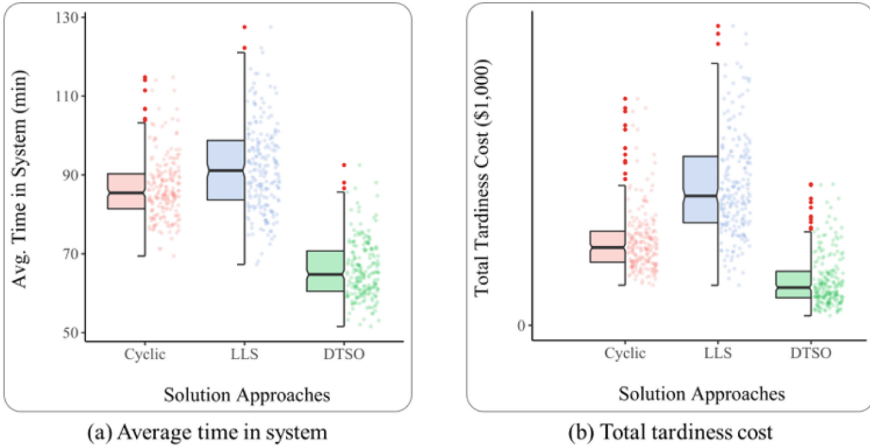 Avg. Time in System (min)
130
110
90
70
50
Cyclic LLS DTSO
Solution Approaches
(a) Average time in system
Total Tardiness Cost ($1,000)
0
Cyclic LLS DTSO
Solution Approaches
(b) Total tardiness cost